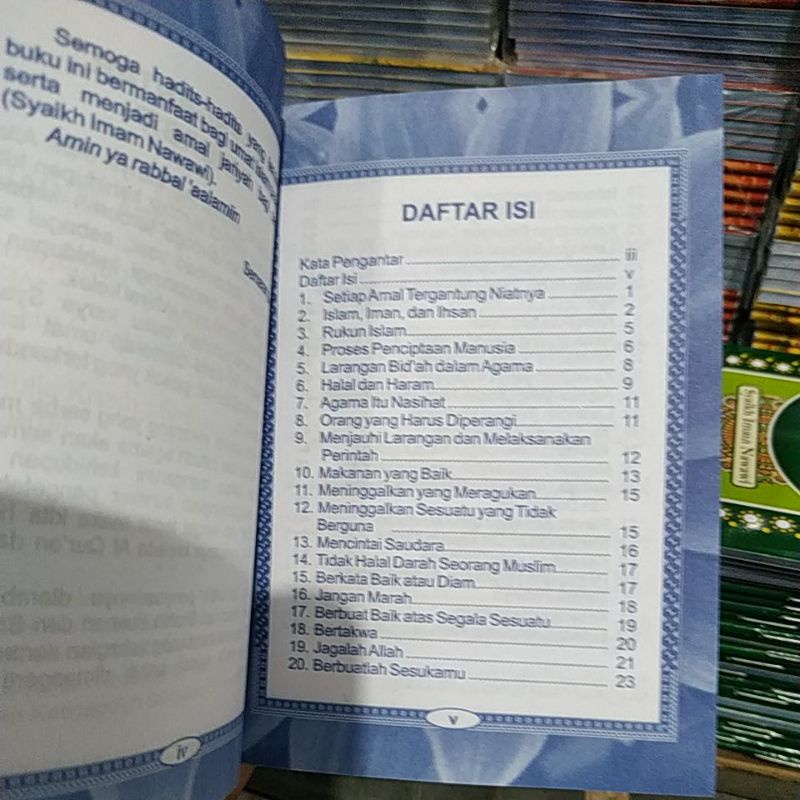 Semoga hadits-hadits yang
buku ini bermanfaat bagi umat
serta menjadi amal jariyah bagi
(Syaikh Imam Nawawi).
Amin ya rabbal 'aalamin
iv
DAFTAR ISI
Kata Pengantar iii
Daftar Isi v
1. Setiap Amal Tergantung Niatnya 1
2. Islam, Iman, dan Ihsan 2
3. Rukun Islam 5
4. Proses Penciptaan Manusia 6
5. Larangan Bid'ah dalam Agama 8
6. Halal dan Haram 9
7. Agama Itu Nasihat 11
8. Orang yang Harus Diperangi 11
9. Menjauhi Larangan dan Melaksanakan
Perintah 12
10. Makanan yang Baik 13
11. Meninggalkan yang Meragukan 15
12. Meninggalkan Sesuatu yang Tidak
Berguna 15
13. Mencintai Saudara 16
14. Tidak Halal Darah Seorang Muslim 17
15. Berkata Baik atau Diam 17
16. Jangan Marah 18
17. Berbuat Baik atas Segala Sesuatu 19
18. Bertakwa 20
19. Jagalah Allah 21
20. Berbuatlah Sesukamu 23
v
Syaikh Imam Nawawi